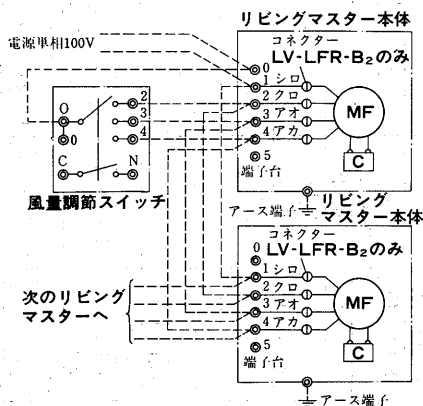 リビングマスター本体
電源単相100V
コネクター
LV-LFR-B₂のみ
0
1 シロ
2 クロ
3 アオ
4 アカ
5
端子台
MF
C
O
0
C
2
3
4
N
風量調節スイッチ
アース端子
リビング
マスター本体
コネクター
LV-LFR-B₂のみ
0
1 シロ
2 クロ
3 アオ
4 アカ
5
端子台
MF
C
次のリビング
マスターへ
アース端子